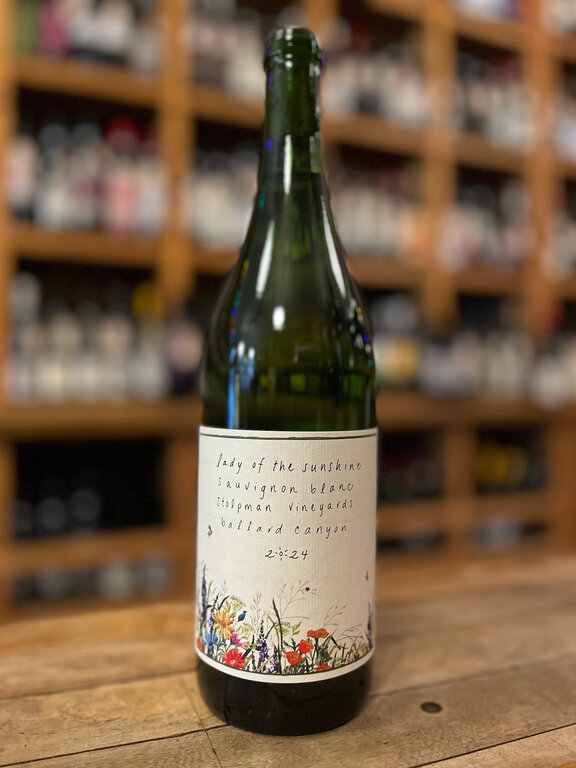 lady of the sunshine
sauvignon blanc
stolpman vineyards
ballard canyon
2024